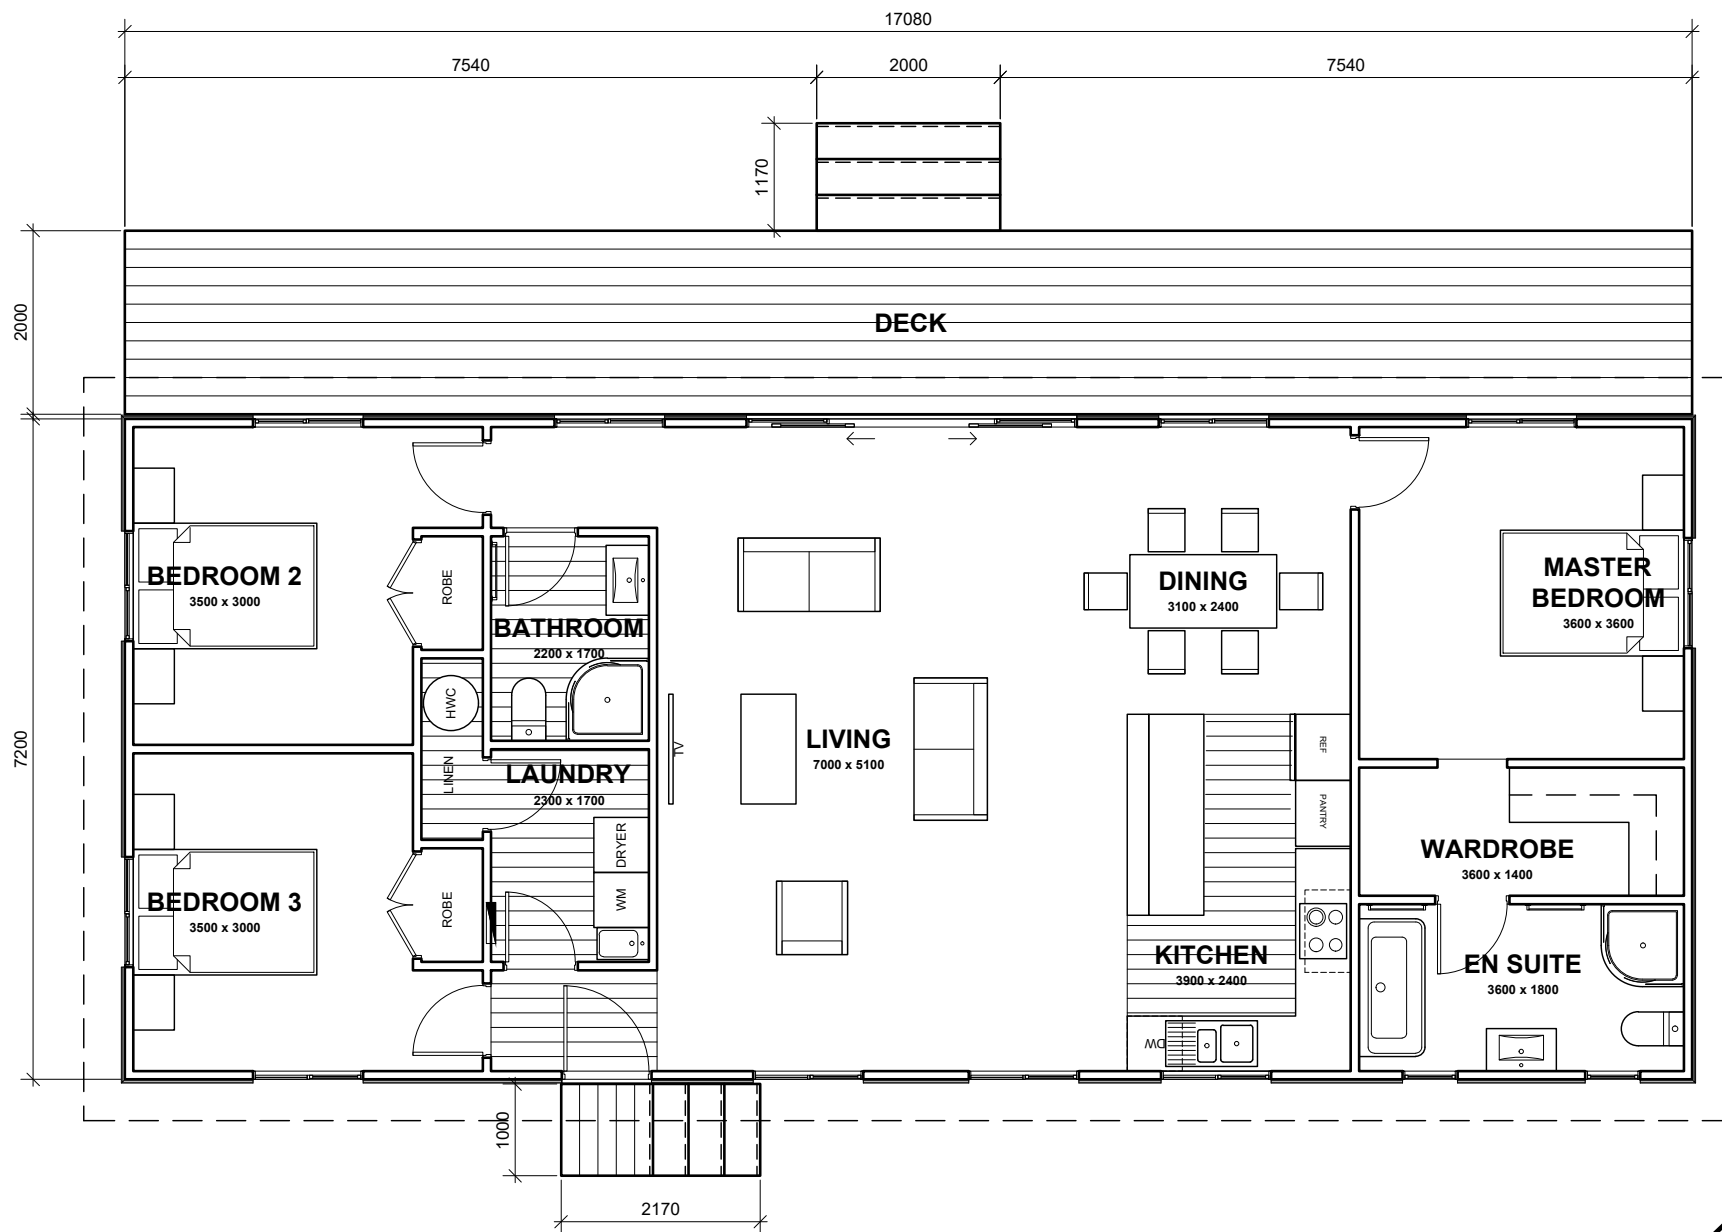 17080
7540
2000
7540
1170
2000
DECK
7200
BEDROOM 2
3500 x 3000
ROBE
BATHROOM
2200 x 1700
HWC
LINEN
LAUNDRY
2300 x 1700
DRYER
WM
TV
LIVING
7000 x 5100
DINING
3100 x 2400
MASTER
BEDROOM
3600 x 3600
REF
PANTRY
WARDROBE
3600 x 1400
BEDROOM 3
3500 x 3000
ROBE
KITCHEN
3900 x 2400
EN SUITE
3600 x 1800
DW
1000
2170